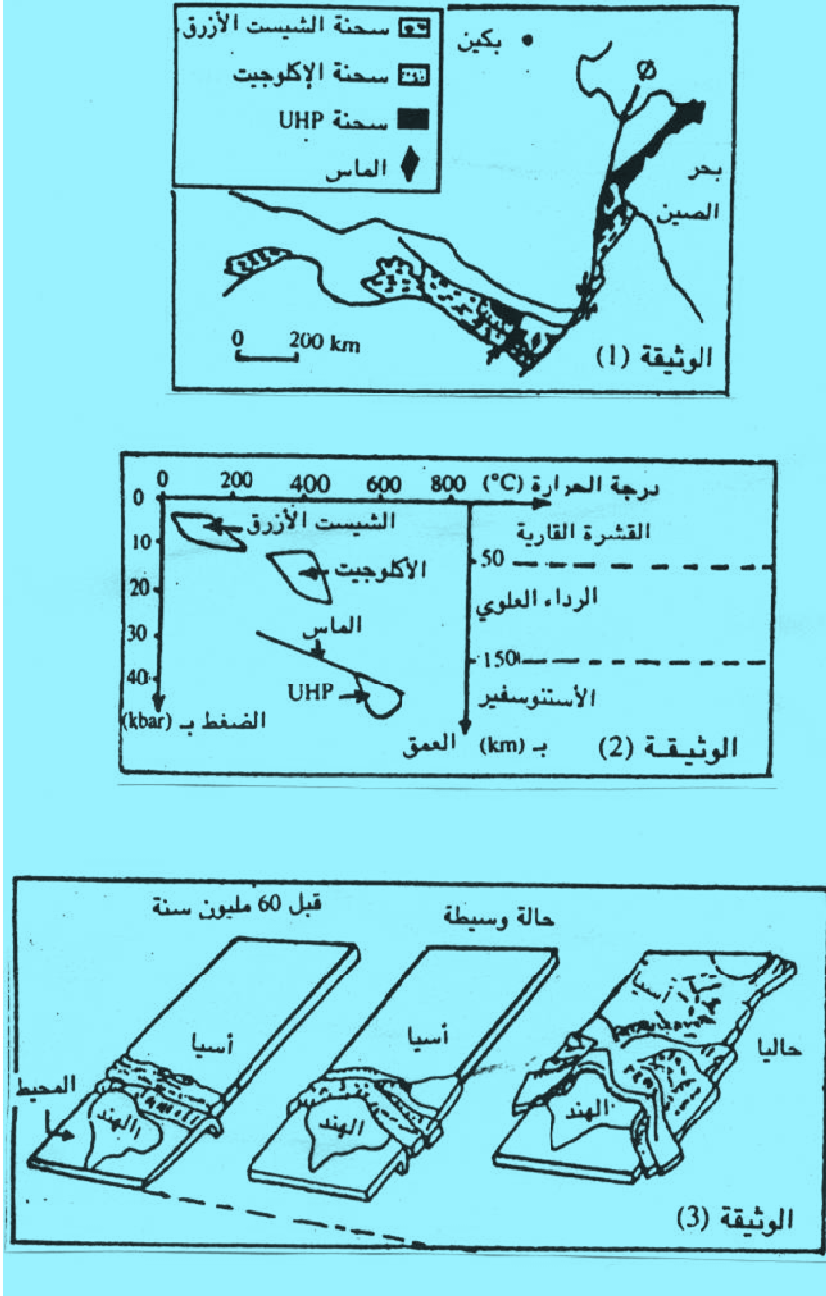 سحنة الشيست الأزرق
سحنة الإكلوجيت
سحنة UHP
الماس
بكين
Ø
بحر
الصين
0 200 km
الوثيقة (1)
0 200 400 600 800 درجة الحرارة (°C)
0
10
20
30
40
الضغط بـ (kbar)
الشيست الأزرق
الأكلوجيت
الماس
UHP
القشرة القارية
50
الرداء العلوي
150
الأستنوسفير
العمق بـ (km)
الوثيقة (2)
قبل 60 مليون سنة
حالة وسيطة
أسيا
أسيا
حاليا
المحيط
الهند
الهند
الهند
الوثيقة (3)